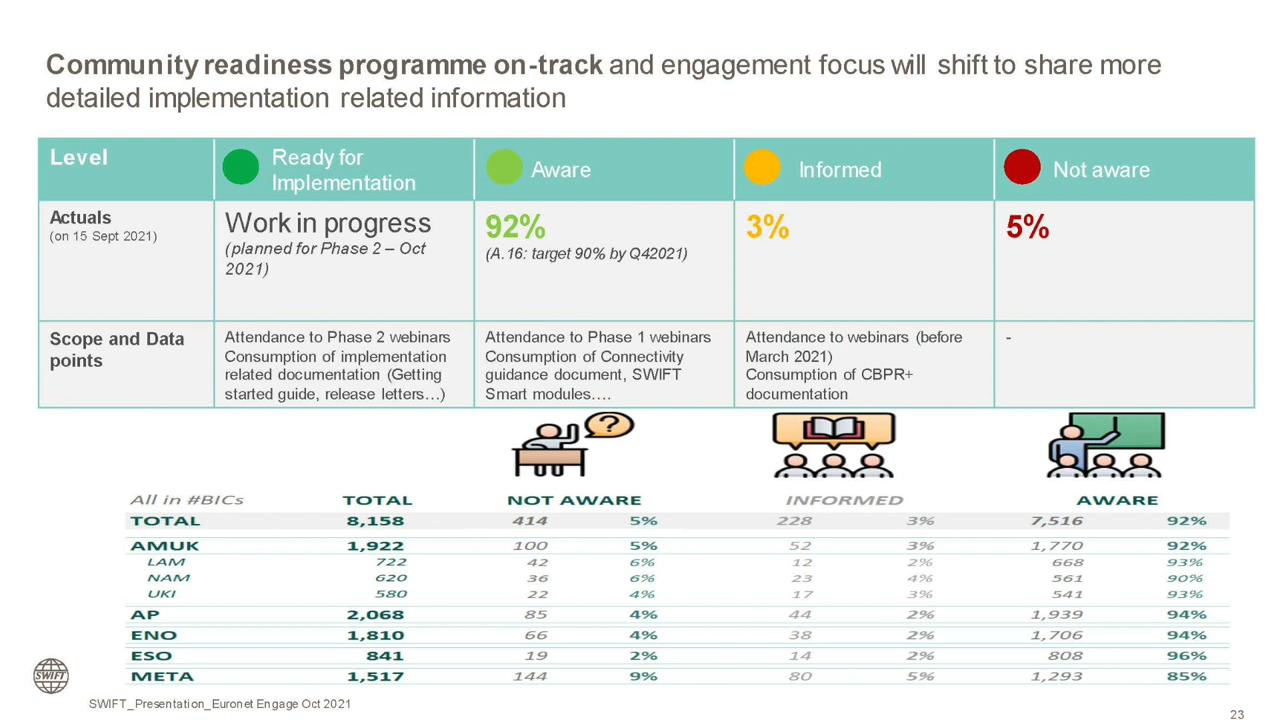 Community readiness programme on-track and engagement focus will shift to share more
detailed implementation related information
Level
Ready for
Implementation
Aware
Informed
Not aware
Actuals
(on 15 Sept 2021)
Work in progress
(planned for Phase 2 – Oct
2021)
92%
(A.16: target 90% by Q42021)
3%
5%
Scope and Data
points
Attendance to Phase 2 webinars
Consumption of implementation
related documentation (Getting
started guide, release letters…)
Attendance to Phase 1 webinars
Consumption of Connectivity
guidance document, SWIFT
Smart modules….
Attendance to webinars (before
March 2021)
Consumption of CBPR+
documentation
-
?
All in #BICs TOTAL NOT AWARE INFORMED AWARE
TOTAL 8,158 414 5% 228 3% 7,516 92%
AMUK 1,922 100 5% 52 3% 1,770 92%
LAM 722 42 6% 12 2% 668 93%
NAM 620 36 6% 23 4% 561 90%
UKI 580 22 4% 17 3% 541 93%
AP 2,068 85 4% 44 2% 1,939 94%
ENO 1,810 66 4% 38 2% 1,706 94%
ESO 841 19 2% 14 2% 808 96%
META 1,517 144 9% 80 5% 1,293 85%
SWIFT
SWIFT_Presentation_Euronet Engage Oct 2021
23